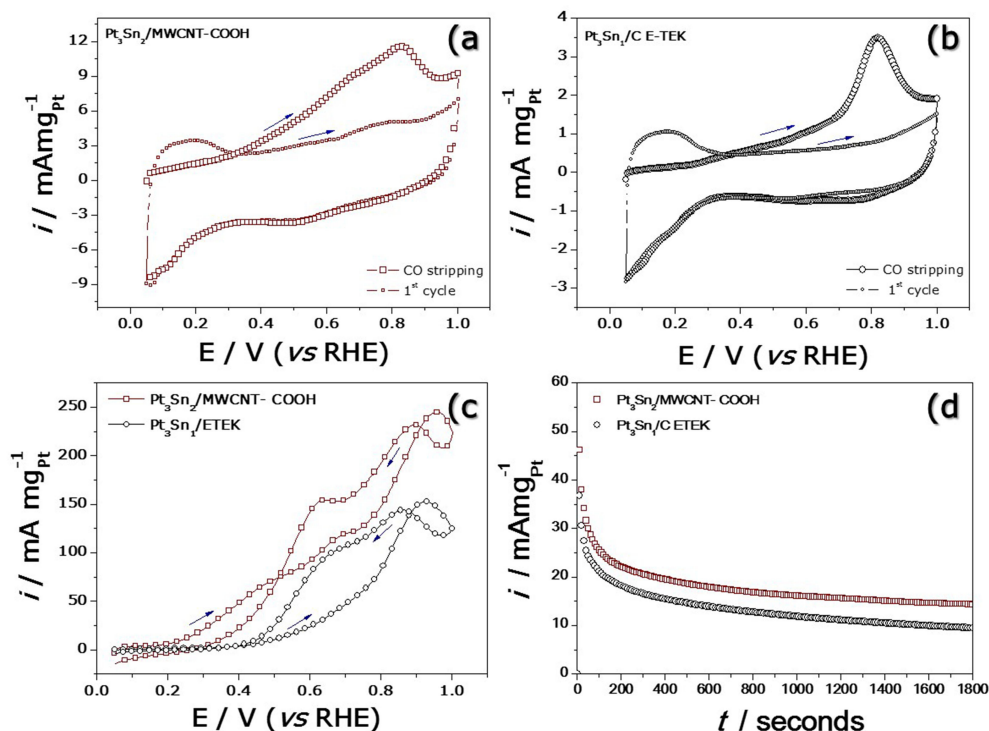 Pt3Sn2/MWCNT-COOH
(a
12
9
6
3
0
-3
-6
-9
i / mAmg-1Pt
CO stripping
1st cycle
0.0 0.2 0.4 0.6 0.8 1.0
E / V (vs RHE)
Pt3Sn1/C E-TEK
(b
4
3
2
1
0
-1
-2
-3
i / mA mg-1Pt
CO stripping
1st cycle
0.0 0.2 0.4 0.6 0.8 1.0
E / V (vs RHE)
Pt3Sn2/MWCNT- COOH
Pt3Sn1/ETEK
(c
250
200
150
100
50
0
i / mA mg-1Pt
0.0 0.2 0.4 0.6 0.8 1.0
E / V (vs RHE)
Pt3Sn2/MWCNT- COOH
Pt3Sn1/C ETEK
(d
60
50
40
30
20
10
0
i / mAmg-1Pt
0 200 400 600 800 1000 1200 1400 1600 1800
t / seconds